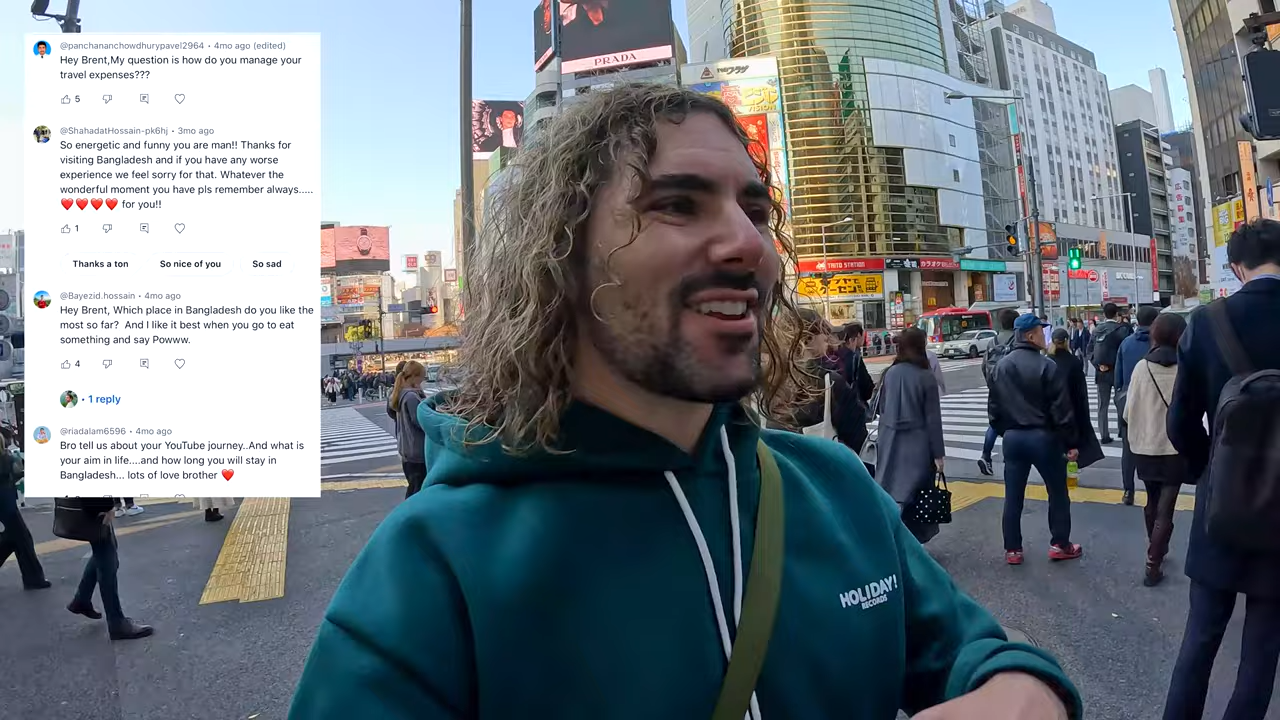 @panchananchowdhurypavel2964 • 4mo ago (edited)
Hey Brent,My question is how do you manage your
travel expenses???
5
@ShahadatHossain-pk6hj • 3mo ago
So energetic and funny you are man!! Thanks for
visiting Bangladesh and if you have any worse
experience we feel sorry for that. Whatever the
wonderful moment you have pls remember always.....
❤️❤️❤️❤️ for you!!
1
Thanks a ton So nice of you So sad
@Bayezid.hossain • 4mo ago
Hey Brent, Which place in Bangladesh do you like the
most so far? And I like it best when you go to eat
something and say Powww.
4
• 1 reply
@riadalam6596 • 4mo ago
Bro tell us about your YouTube journey..And what is
your aim in life....and how long you will stay in
Bangladesh... lots of love brother ❤️
PRADA
VISION
TAITO STATION
HOLIDAY!
RECORDS